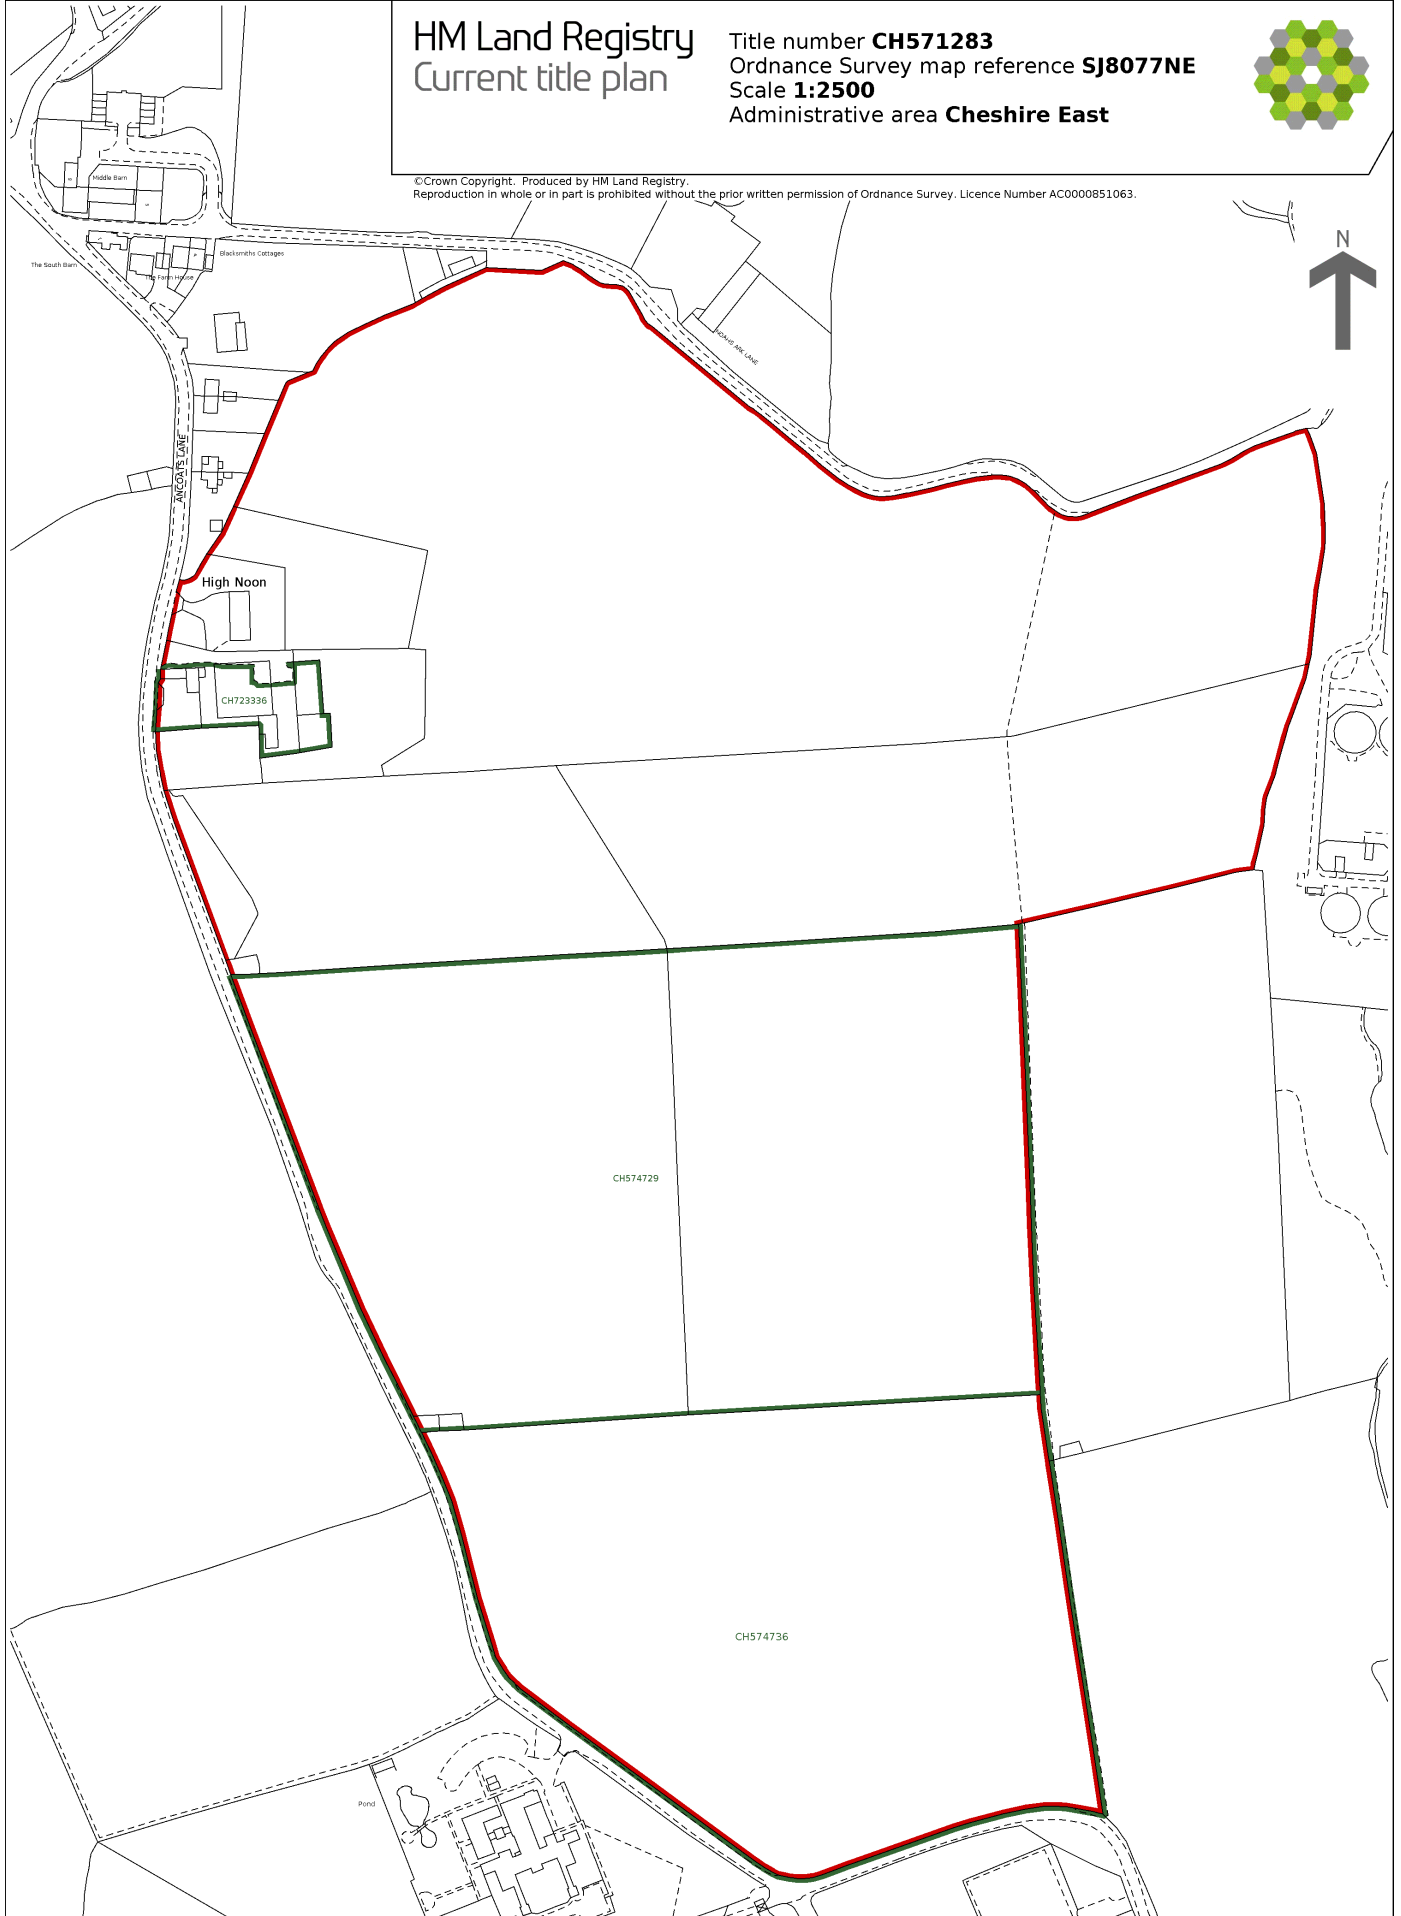 HM Land Registry
Current title plan
Title number CH571283
Ordnance Survey map reference SJ8077NE
Scale 1:2500
Administrative area Cheshire East
©Crown Copyright. Produced by HM Land Registry.
Reproduction in whole or in part is prohibited without the prior written permission of Ordnance Survey. Licence Number AC0000851063.
N
Middle Barn
Blacksmiths Cottages
The South Barn
The Farm House
NOAHS ARK LANE
ANCOATS LANE
High Noon
CH723336
CH574729
CH574736
Pond